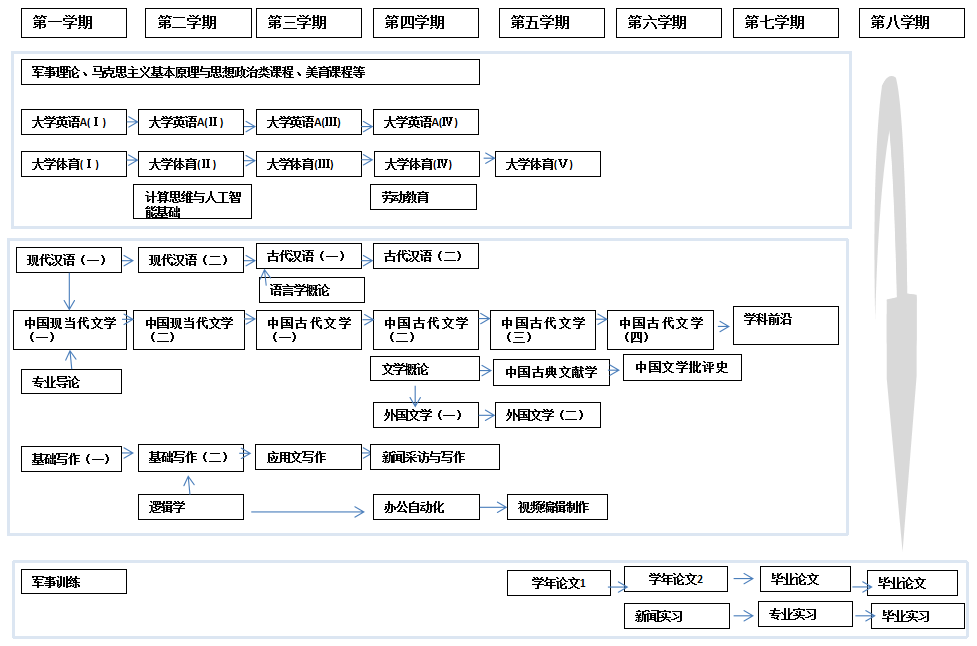 第一学期
第二学期
第三学期
第四学期
第五学期
第六学期
第七学期
第八学期
军事理论、马克思主义基本原理与思想政治类课程、美育课程等
大学英语A(Ⅰ)
大学英语A(Ⅱ)
大学英语A(Ⅲ)
大学英语A(Ⅳ)
大学体育(Ⅰ)
大学体育(Ⅱ)
大学体育(Ⅲ)
大学体育(Ⅳ)
大学体育(Ⅴ)
计算思维与人工智
能基础
劳动教育
现代汉语（一）
现代汉语（二）
古代汉语（一）
古代汉语（二）
语言学概论
中国现当代文学
（一）
中国现当代文学
（二）
中国古代文学
（一）
中国古代文学
（二）
中国古代文学
（三）
中国古代文学
（四）
学科前沿
专业导论
文学概论
中国古典文献学
中国文学批评史
外国文学（一）
外国文学（二）
基础写作（一）
基础写作（二）
应用文写作
新闻采访与写作
逻辑学
办公自动化
视频编辑制作
军事训练
学年论文1
学年论文2
毕业论文
毕业论文
新闻实习
专业实习
毕业实习